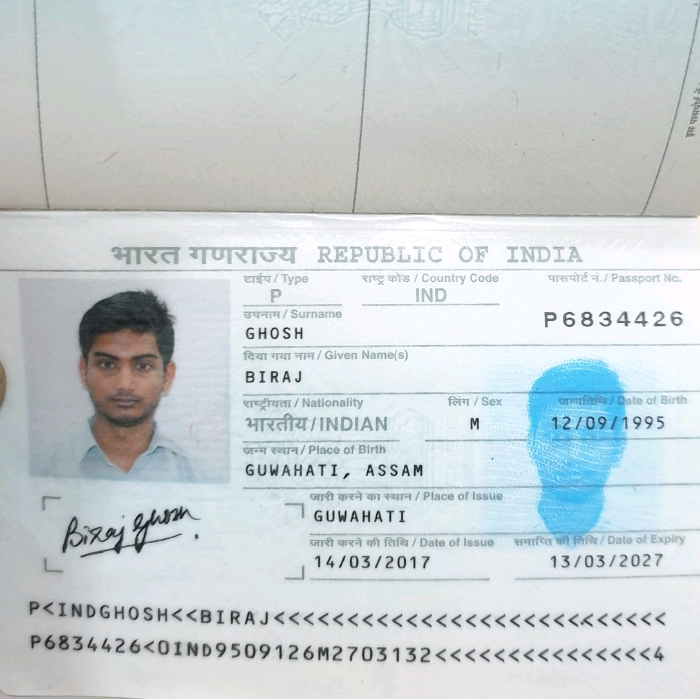 भारत गणराज्य REPUBLIC OF INDIA
टाईप / Type राष्ट्र कोड / Country Code पासपोर्ट नं. / Passport No.
P IND P6834426
उपनाम / Surname
GHOSH
दिया गया नाम / Given Name(s)
BIRAJ
राष्ट्रीयता / Nationality लिंग / Sex जन्मतिथि / Date of Birth
भारतीय / INDIAN M 12/09/1995
जन्म स्थान / Place of Birth
GUWAHATI, ASSAM
जारी करने का स्थान / Place of Issue
GUWAHATI
जारी करने की तिथि / Date of Issue समाप्ति की तिथि / Date of Expiry
14/03/2017 13/03/2027
Biraj Ghosh
P<INDGHOSH<<BIRAJ<<<<<<<<<<<<<<<<<<<<<<<<<<<
P6834426<0IND9509126M2703132<<<<<<<<<<<<<<<4